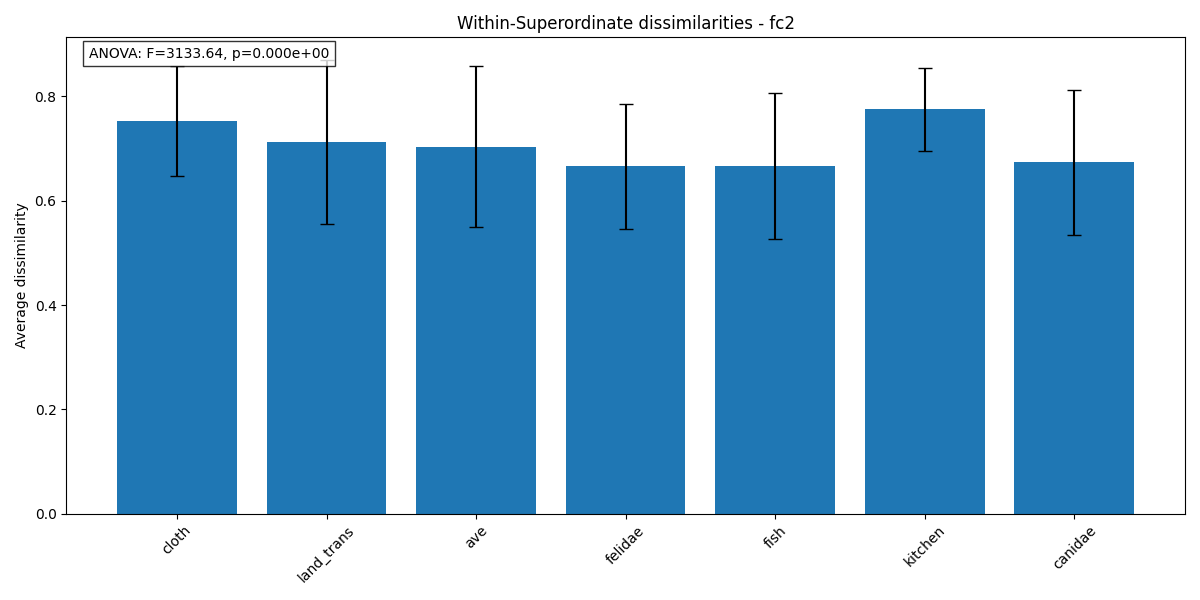 Within-Superordinate dissimilarities - fc2
ANOVA: F=3133.64, p=0.000e+00
Average dissimilarity
0.8
0.6
0.4
0.2
0.0
cloth
land_trans
ave
felidae
fish
kitchen
canidae